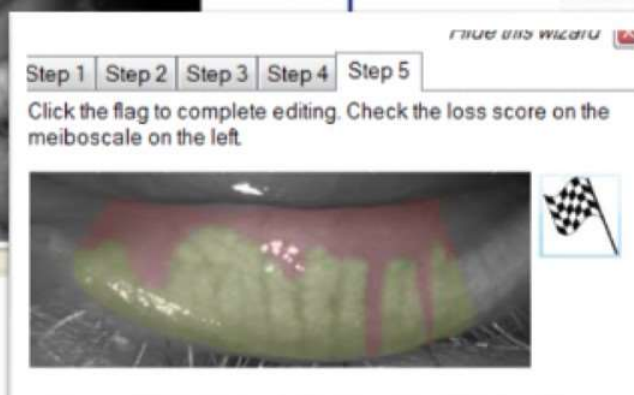 Hide this wizard
Step 1 Step 2 Step 3 Step 4 Step 5
Click the flag to complete editing. Check the loss score on the
meiboscale on the left.